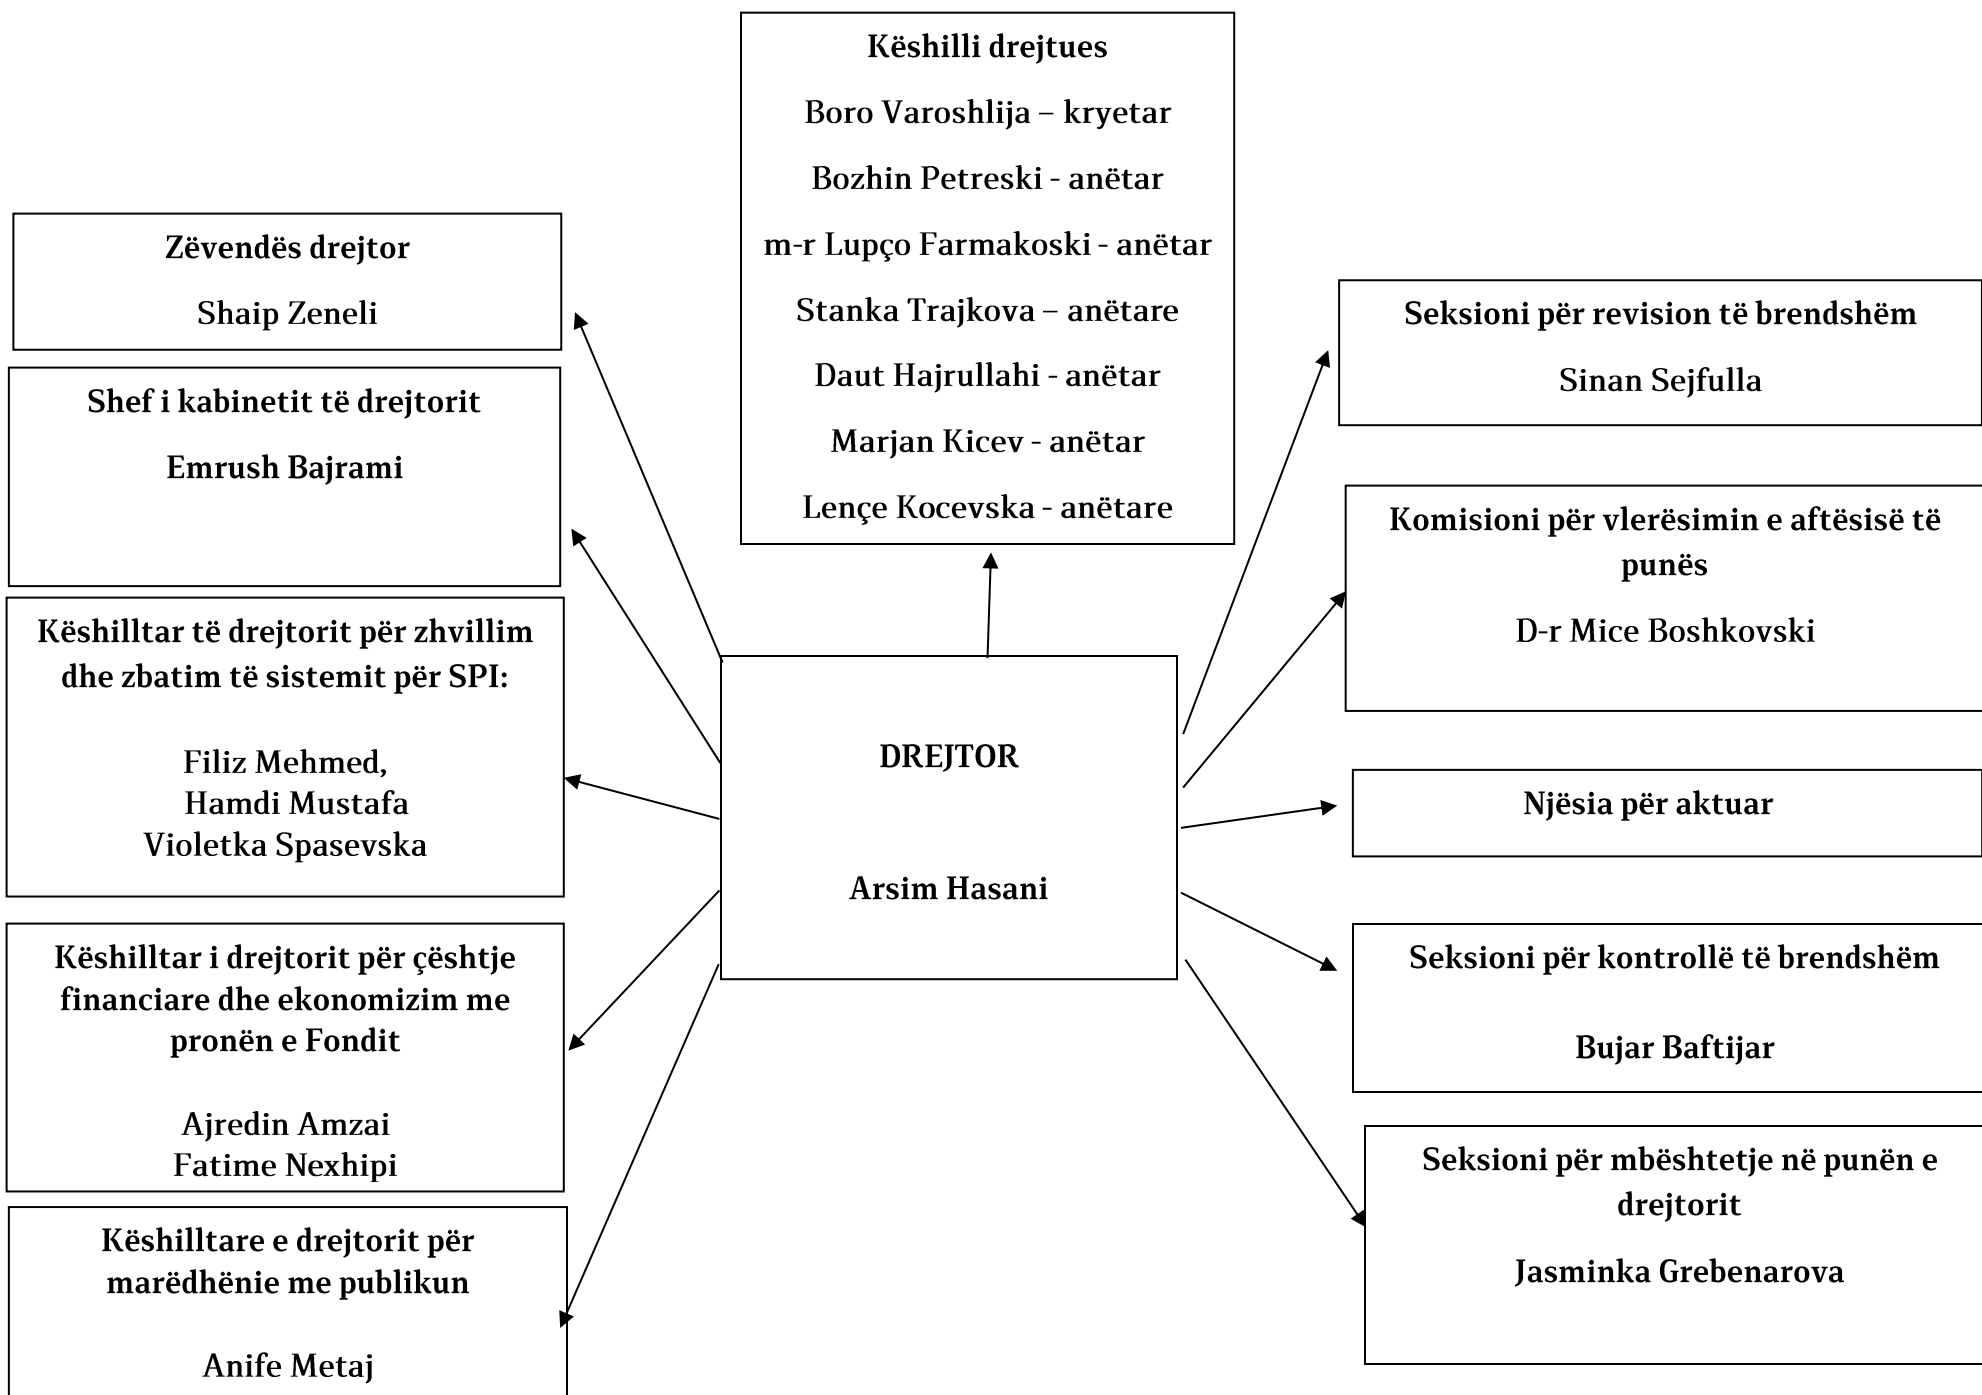 Këshilli drejtues
Boro Varoshlija – kryetar
Bozhin Petreski - anëtar
m-r Lupço Farmakoski - anëtar
Stanka Trajkova – anëtare
Daut Hajrullahi - anëtar
Marjan Kicev - anëtar
Lençe Kocevska - anëtare
Zëvendës drejtor
Shaip Zeneli
Shef i kabinetit të drejtorit
Emrush Bajrami
Këshilltar të drejtorit për zhvillim
dhe zbatim të sistemit për SPI:
Filiz Mehmed,
Hamdi Mustafa
Violetka Spasevska
Këshilltar i drejtorit për çështje
financiare dhe ekonomizim me
pronën e Fondit
Ajredin Amzai
Fatime Nexhipi
Këshilltare e drejtorit për
marëdhënie me publikun
Anife Metaj
DREJTOR
Arsim Hasani
Seksioni për revision të brendshëm
Sinan Sejfulla
Komisioni për vlerësimin e aftësisë të
punës
D-r Mice Boshkovski
Njësia për aktuar
Seksioni për kontrollë të brendshëm
Bujar Baftijar
Seksioni për mbështetje në punën e
drejtorit
Jasminka Grebenarova